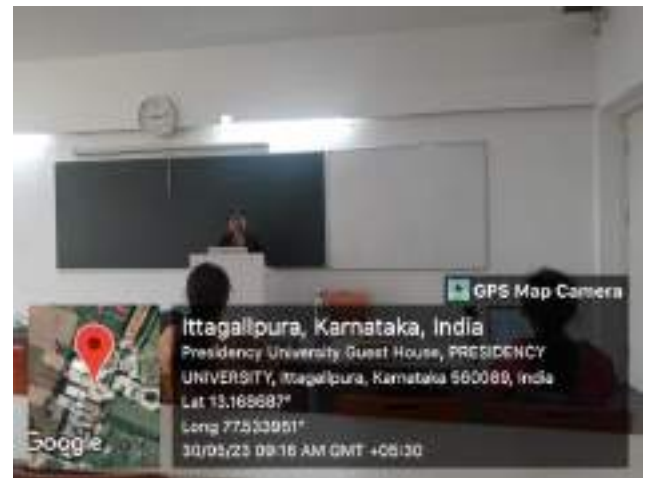 GPS Map Camera
Ittagallpura, Karnataka, India
Presidency University Guest House, PRESIDENCY
UNIVERSITY, Ittagallpura, Karnataka 560089, India
Lat 13.168687°
Long 77.533951°
30/05/23 09:16 AM GMT +05:30
Google